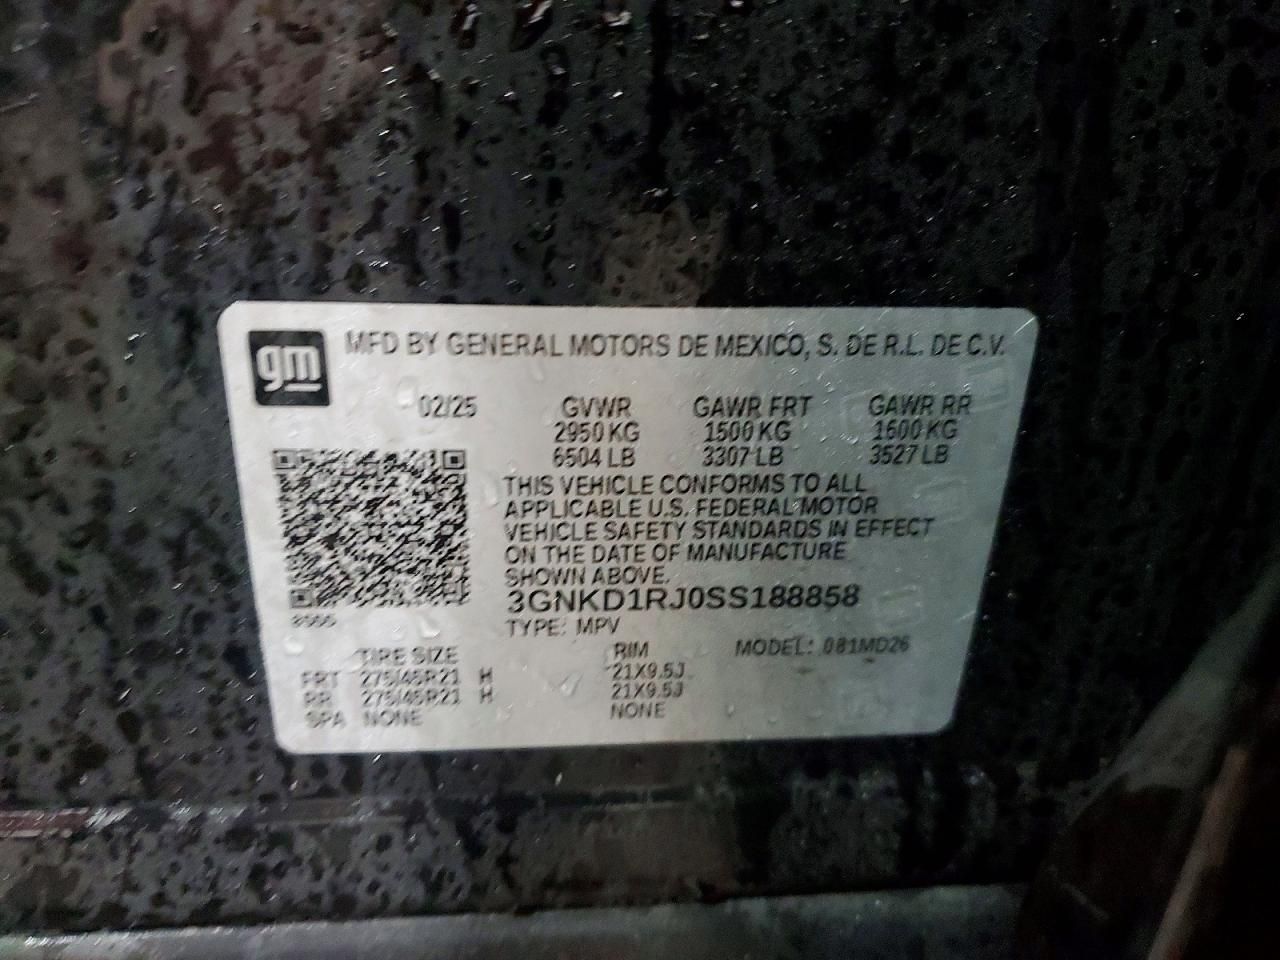 gm
MFD BY GENERAL MOTORS DE MEXICO, S. DE R.L. DE C.V.
02/25 GVWR GAWR FRT GAWR RR
2950 KG 1500 KG 1600 KG
6504 LB 3307 LB 3527 LB
THIS VEHICLE CONFORMS TO ALL
APPLICABLE U.S. FEDERAL MOTOR
VEHICLE SAFETY STANDARDS IN EFFECT
ON THE DATE OF MANUFACTURE
SHOWN ABOVE.
3GNKD1RJ0SS188858
TYPE: MPV
TIRE SIZE RIM MODEL: 081MD26
FRT 275/45R21 H 21X9.5J
RR 275/45R21 H 21X9.5J
SPA NONE NONE